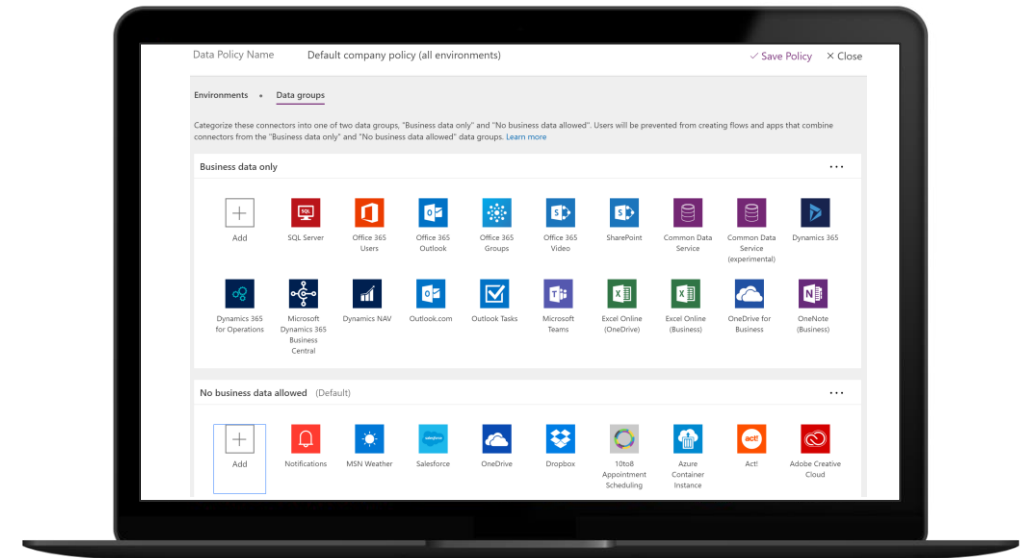 Data Policy Name Default company policy (all environments) Save Policy Close
Environments Data groups
Categorize these connectors into one of two data groups, "Business data only" and "No business data allowed". Users will be prevented from creating flows and apps that combine
connectors from the "Business data only" and "No business data allowed" data groups. Learn more
Business data only
SQL
S
S
Add SQL Server Office 365 Office 365 Office 365 Office 365 SharePoint Common Data Common Data Dynamics 365
Users Outlook Groups Video Service Service
(experimental)
Dynamics 365 Microsoft Dynamics NAV Outlook.com Outlook Tasks Microsoft Excel Online Excel Online OneDrive for OneNote
for Operations Dynamics 365 Teams (OneDrive) (Business) Business (Business)
Business
Central
No business data allowed (Default)
act!
Add Notifications MSN Weather Salesforce OneDrive Dropbox 10to8 Azure Act! Adobe Creative
Appointment Container Cloud
Scheduling Instance